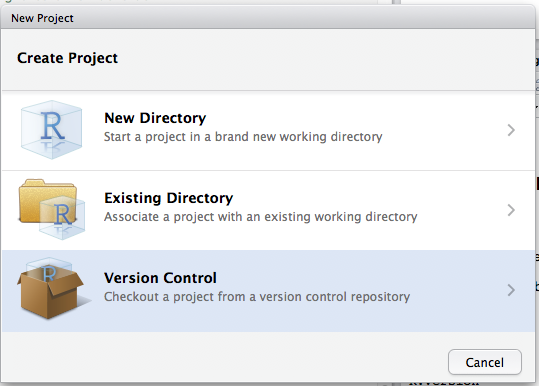 New Project
Create Project
R
New Directory
Start a project in a brand new working directory
R
Existing Directory
Associate a project with an existing working directory
R
Version Control
Checkout a project from a version control repository
Cancel